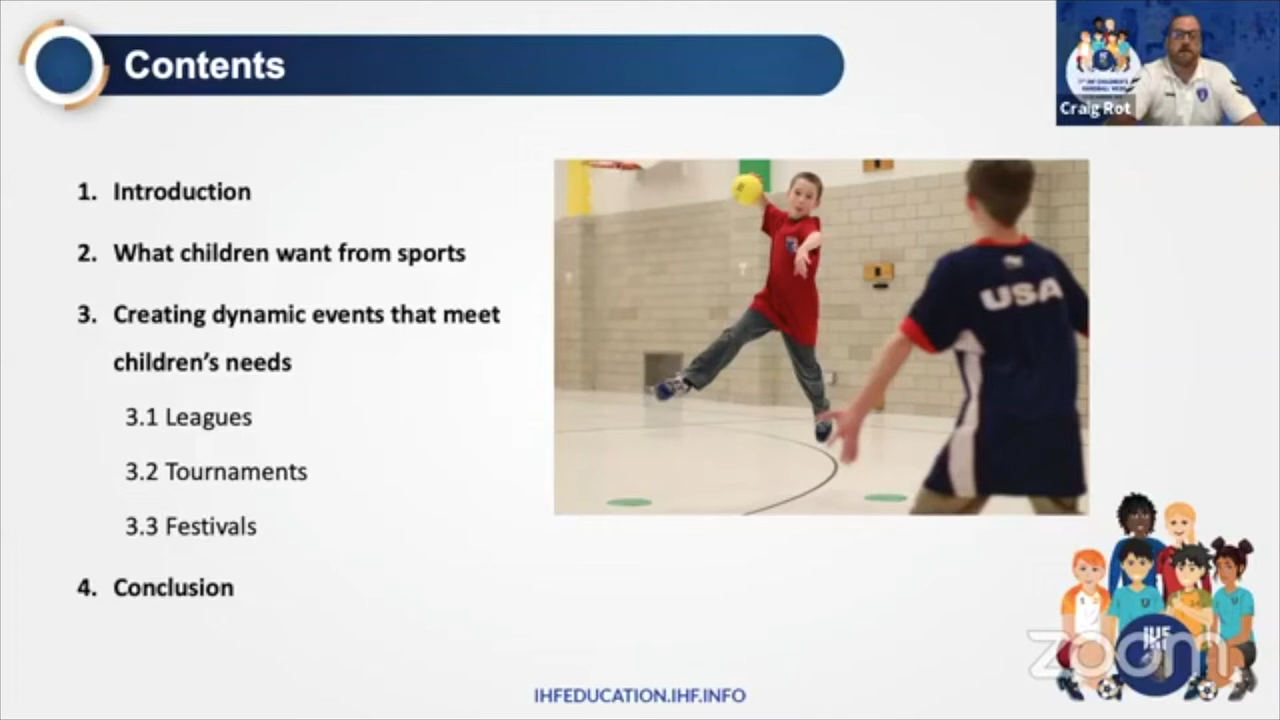 Contents
Craig Rot
1. Introduction
2. What children want from sports
3. Creating dynamic events that meet
children's needs
3.1 Leagues
3.2 Tournaments
3.3 Festivals
4. Conclusion
USA
IHF
zoom
IHFEDUCATION.IHF.INFO